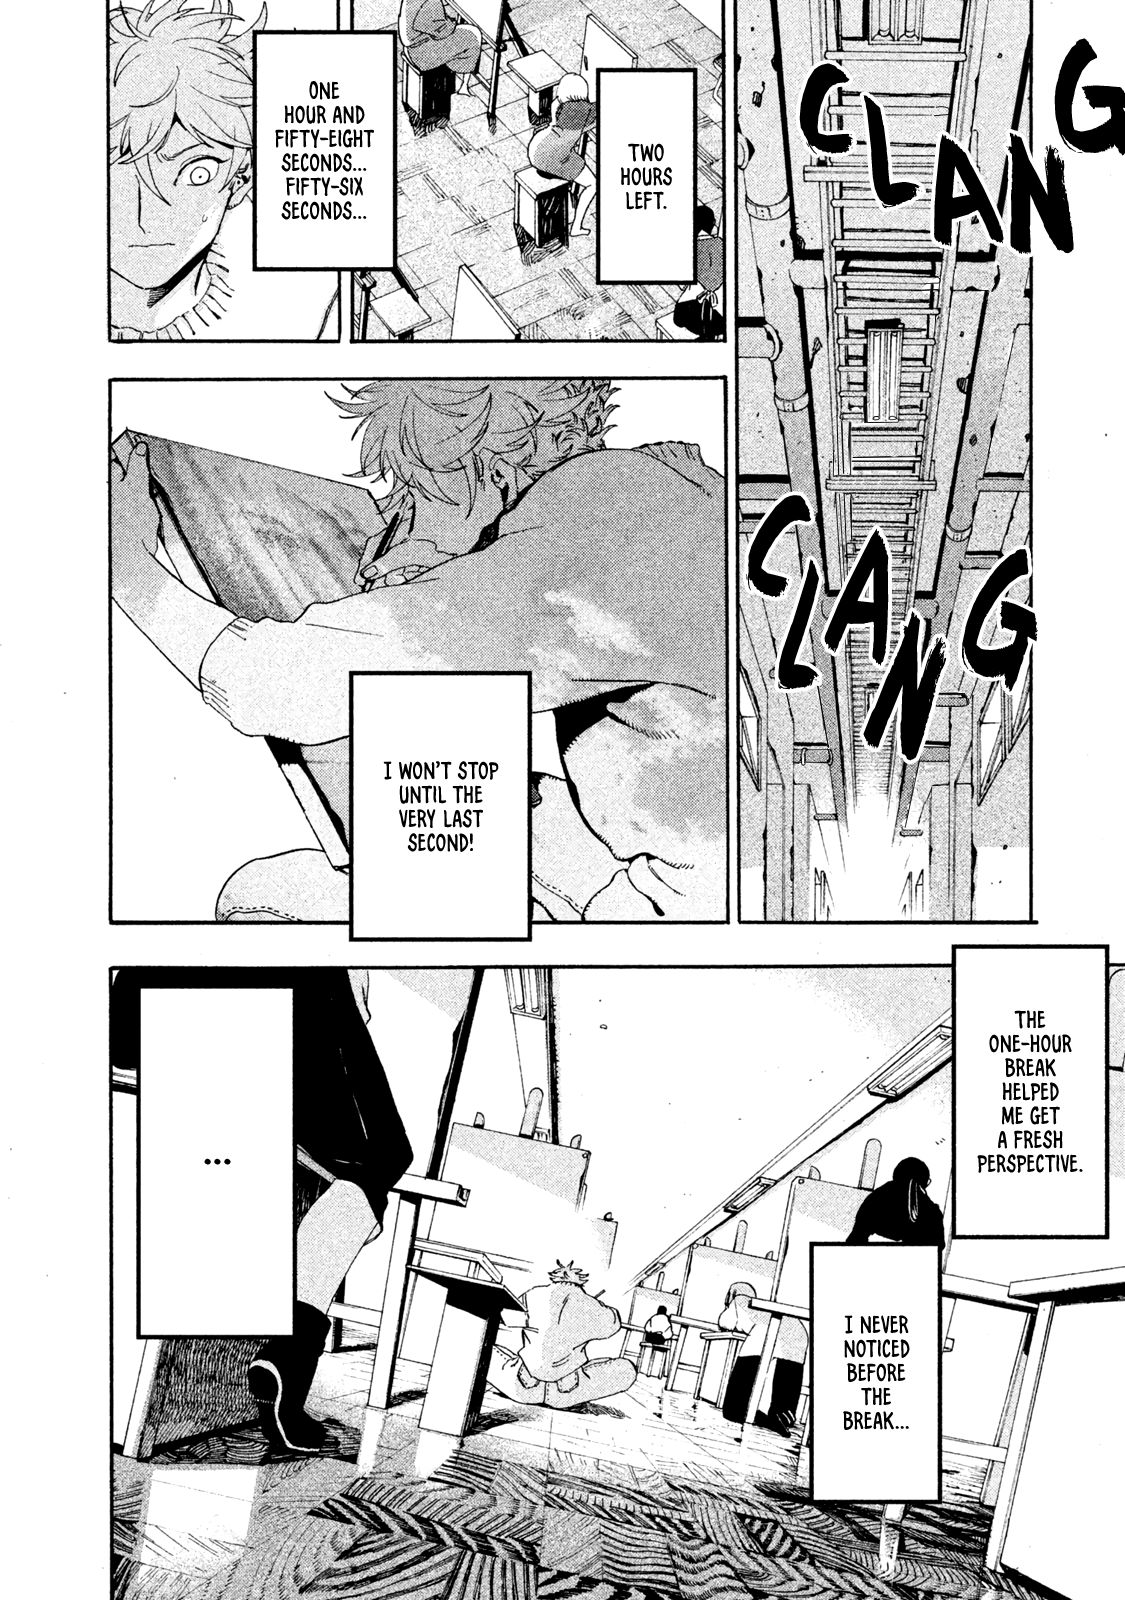 CLANG
CLANG
TWO
HOURS
LEFT.
ONE
HOUR AND
FIFTY-EIGHT
SECONDS...
FIFTY-SIX
SECONDS...
I WON'T STOP
UNTIL THE
VERY LAST
SECOND!
THE
ONE-HOUR
BREAK
HELPED
ME GET
A FRESH
PERSPECTIVE.
I NEVER
NOTICED
BEFORE
THE
BREAK...
...